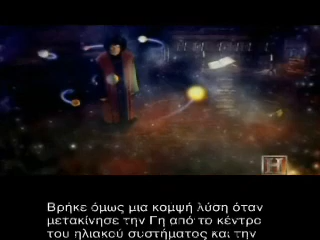 H
Βρήκε όμως μια κομψή λύση όταν
μετακίνησε την Γη από το κέντρο
του ηλιακού συστήματος και την